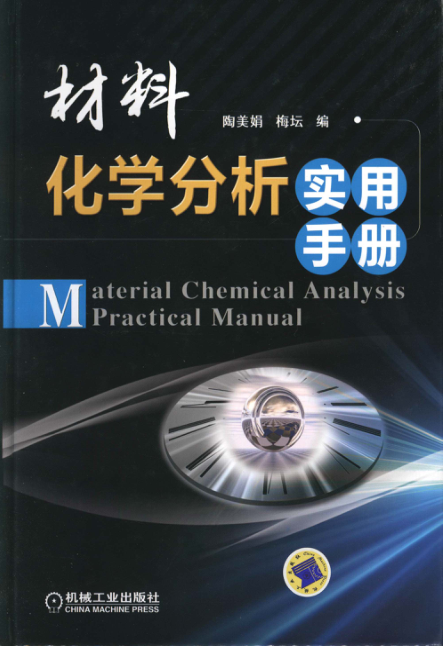 材料
陶美娟 梅坛 编
化学分析实用
手册
Material Chemical Analysis
Practical Manual
机械工业出版社
CHINA MACHINE PRESS